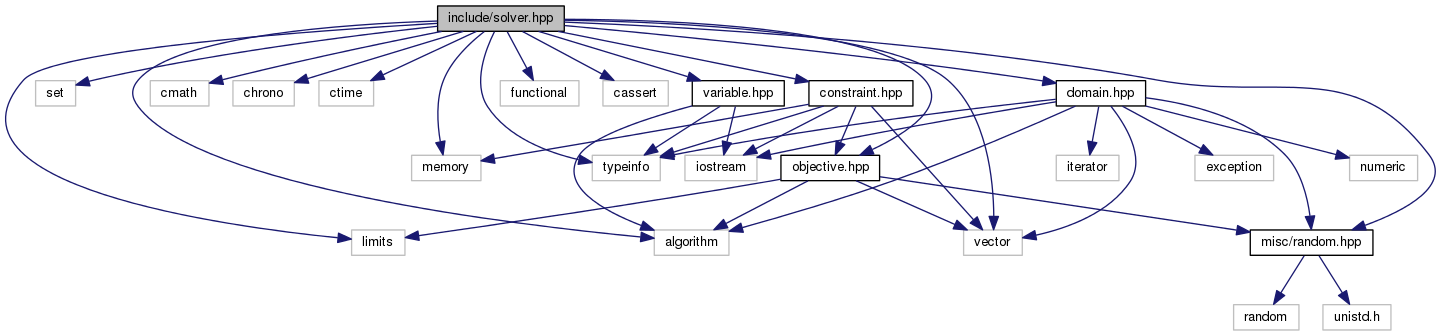 include/solver.hpp
set
cmath
chrono
ctime
functional
cassert
variable.hpp
constraint.hpp
domain.hpp
memory
typeinfo
iostream
objective.hpp
iterator
exception
numeric
limits
algorithm
vector
misc/random.hpp
random
unistd.h